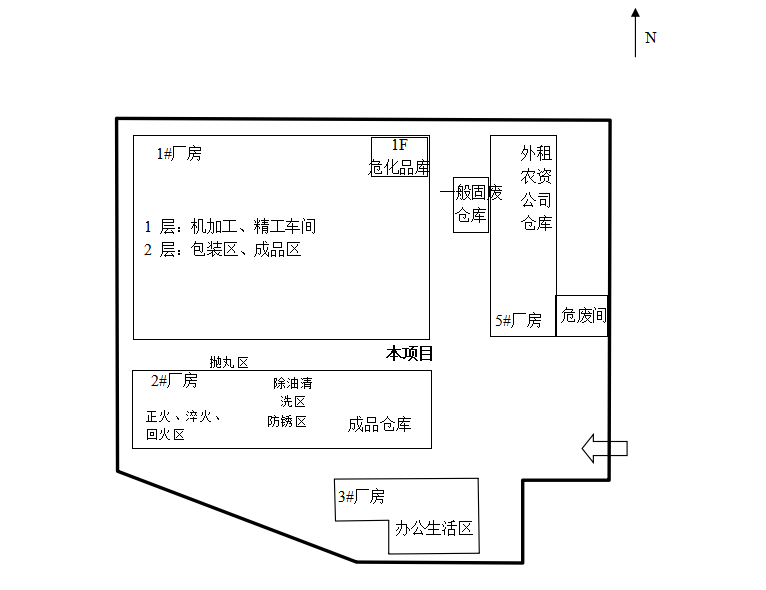 N
1#厂房
1F
危化品库
1 层：机加工、精工车间
2 层：包装区、成品区
一般固废
仓库
外租
农资
公司
仓库
5#厂房
危废间
本项目
抛丸区
2#厂房
除油清
洗区
防锈区
正火、淬火、
回火区
成品仓库
3#厂房
办公生活区